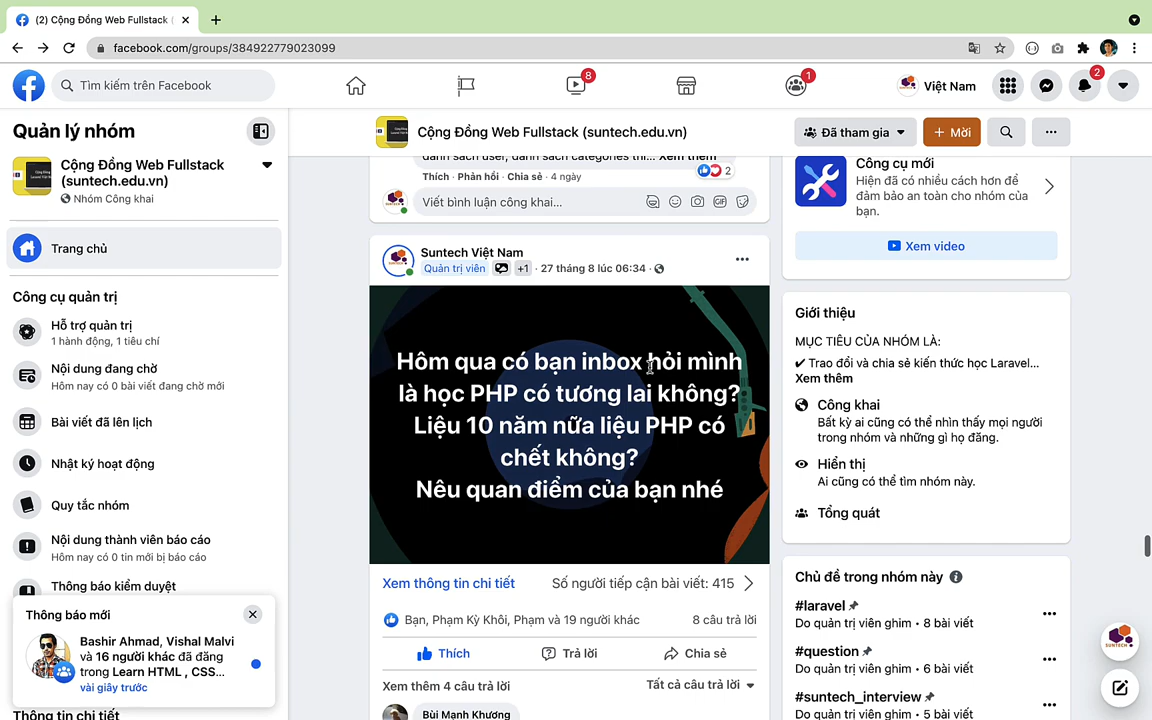 (2) Cộng Đồng Web Fullstack (
facebook.com/groups/384922779023099
Tìm kiếm trên Facebook
8
1
Việt Nam
2
Quản lý nhóm
Cộng Đồng Web Fullstack
(suntech.edu.vn)
Nhóm Công khai
Trang chủ
Công cụ quản trị
Hỗ trợ quản trị
1 hành động, 1 tiêu chí
Nội dung đang chờ
Hôm nay có 0 bài viết đang chờ
Bài viết đã lên lịch
Nhật ký hoạt động
Quy tắc nhóm
Nội dung thành viên báo cáo
Hôm nay có 0 tin mới bị báo cáo
Thông báo kiểm duyệt
Thông báo mới
Bashir Ahmad, Vishal Malvi
và 16 người khác đã đăng
trong Learn HTML , CSS...
vài giây trước
Thông tin chi tiết
Cộng Đồng Web Fullstack (suntech.edu.vn)
Đã tham gia
+ Mời
danh sách user, danh sách categories thì... Xem thêm
2
Thích · Phản hồi · Chia sẻ · 4 ngày
Viết bình luận công khai...
GIF
Suntech Việt Nam
Quản trị viên +1 · 27 tháng 8 lúc 06:34 ·
Hôm qua có bạn inbox hỏi mình
là học PHP có tương lai không?
Liệu 10 năm nữa liệu PHP có
chết không?
Nêu quan điểm của bạn nhé
Xem thông tin chi tiết
Số người tiếp cận bài viết: 415
Bạn, Phạm Kỳ Khôi, Phạm và 19 người khác
8 câu trả lời
Thích
Trả lời
Chia sẻ
Xem thêm 4 câu trả lời
Tất cả câu trả lời
Bùi Mạnh Khương
Công cụ mới
Hiện đã có nhiều cách hơn để
đảm bảo an toàn cho nhóm của
bạn.
Xem video
Giới thiệu
MỤC TIÊU CỦA NHÓM LÀ:
✔ Trao đổi và chia sẻ kiến thức học Laravel...
Xem thêm
Công khai
Bất kỳ ai cũng có thể nhìn thấy mọi người
trong nhóm và những gì họ đăng.
Hiển thị
Ai cũng có thể tìm nhóm này.
Tổng quát
Chủ đề trong nhóm này
#laravel
Do quản trị viên ghim • 8 bài viết
#question
Do quản trị viên ghim • 6 bài viết
#suntech_interview
Do quản trị viên ghim • 5 bài viết
SUNTECH